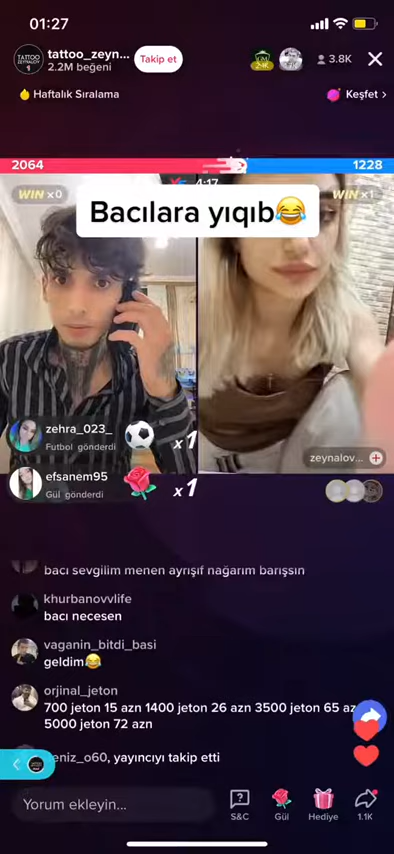 01:27
TATTOO
ZEYNALOV
tattoo_zeyn...
2.2M beğeni
Takip et
3.8K
Haftalık Sıralama
Keşfet >
2064
1228
4:17
WIN x0
WIN x1
Bacılara yıqıb😂
zehra_023_
Futbol gönderdi
x1
zeynalov...
efsanem95
Gül gönderdi
x1
bacı sevgilim menen ayrışıf nağarım barışsın
khurbanovvlife
bacı necesen
vaganin_bitdi_basi
geldim😂
orjinal_jeton
700 jeton 15 azn 1400 jeton 26 azn 3500 jeton 65 az
5000 jeton 72 azn
eniz_o60, yayıncıyı takip etti
Yorum ekleyin...
S&C
Gül
Hediye
1.1K